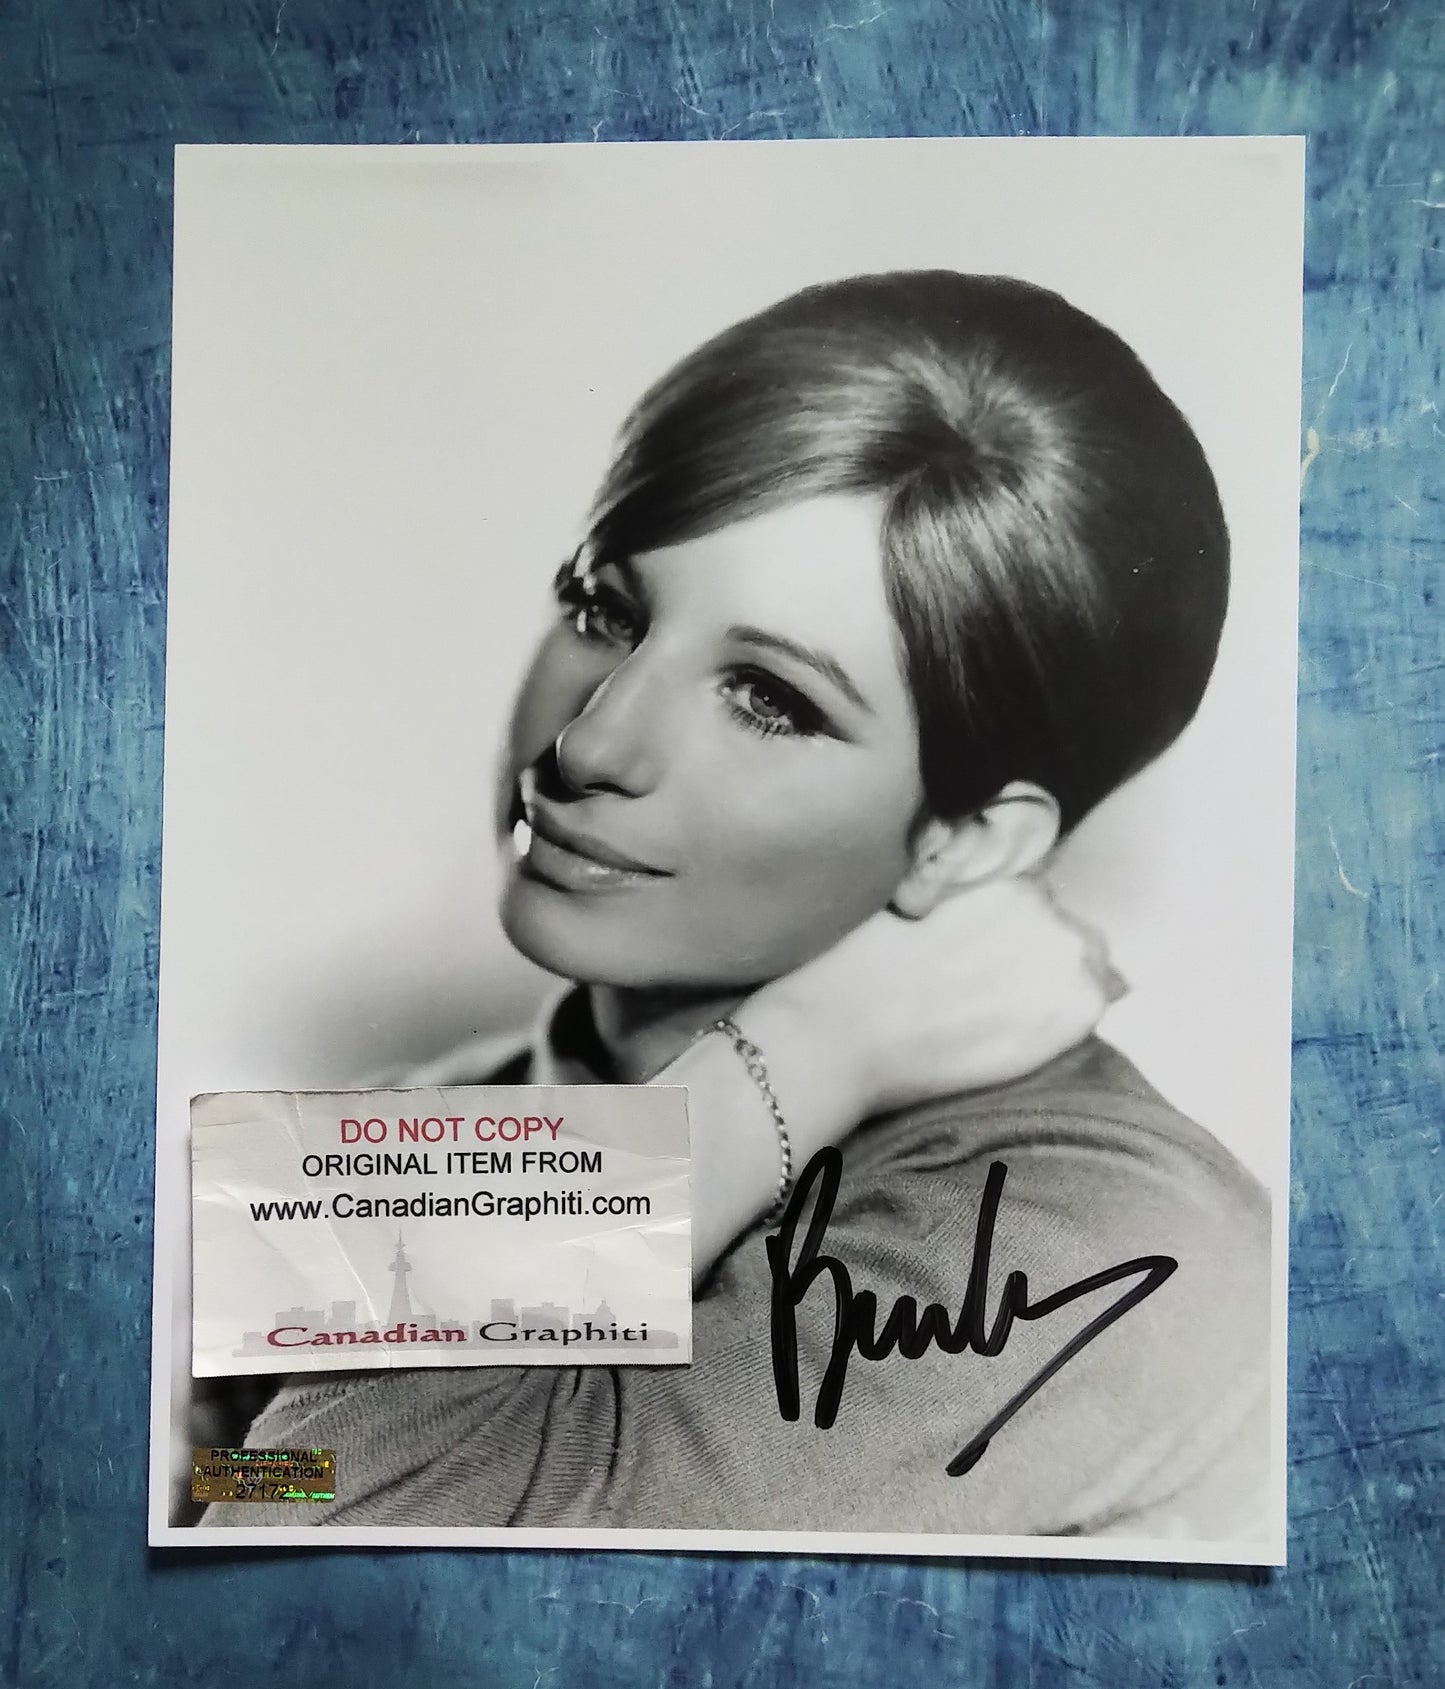 DO NOT COPY
ORIGINAL ITEM FROM
www.CanadianGraphiti.com
Canadian Graphiti
PROFESSIONAL
AUTHENTICATION